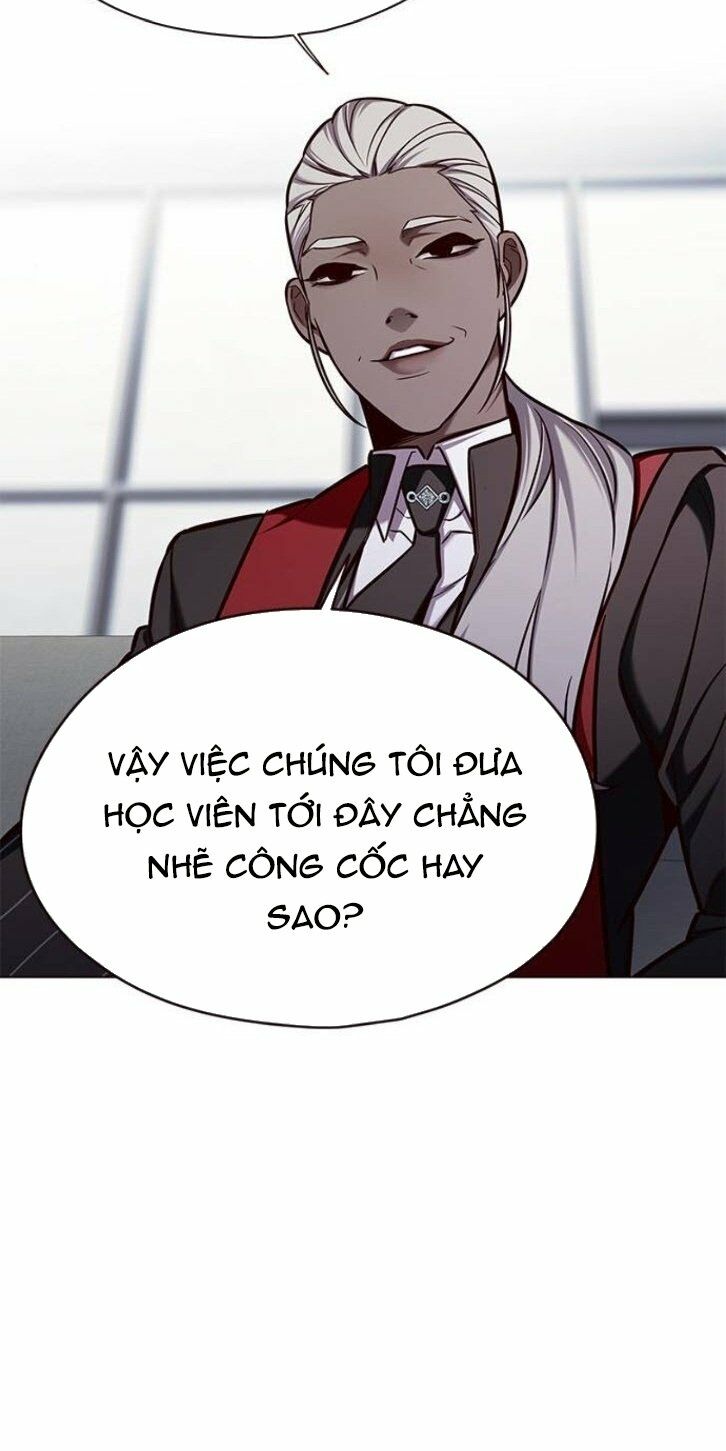 VẬY VIỆC CHÚNG TÔI ĐƯA
HỌC VIÊN TỚI ĐÂY CHẲNG
NHẼ CÔNG CỐC HAY
SAO?